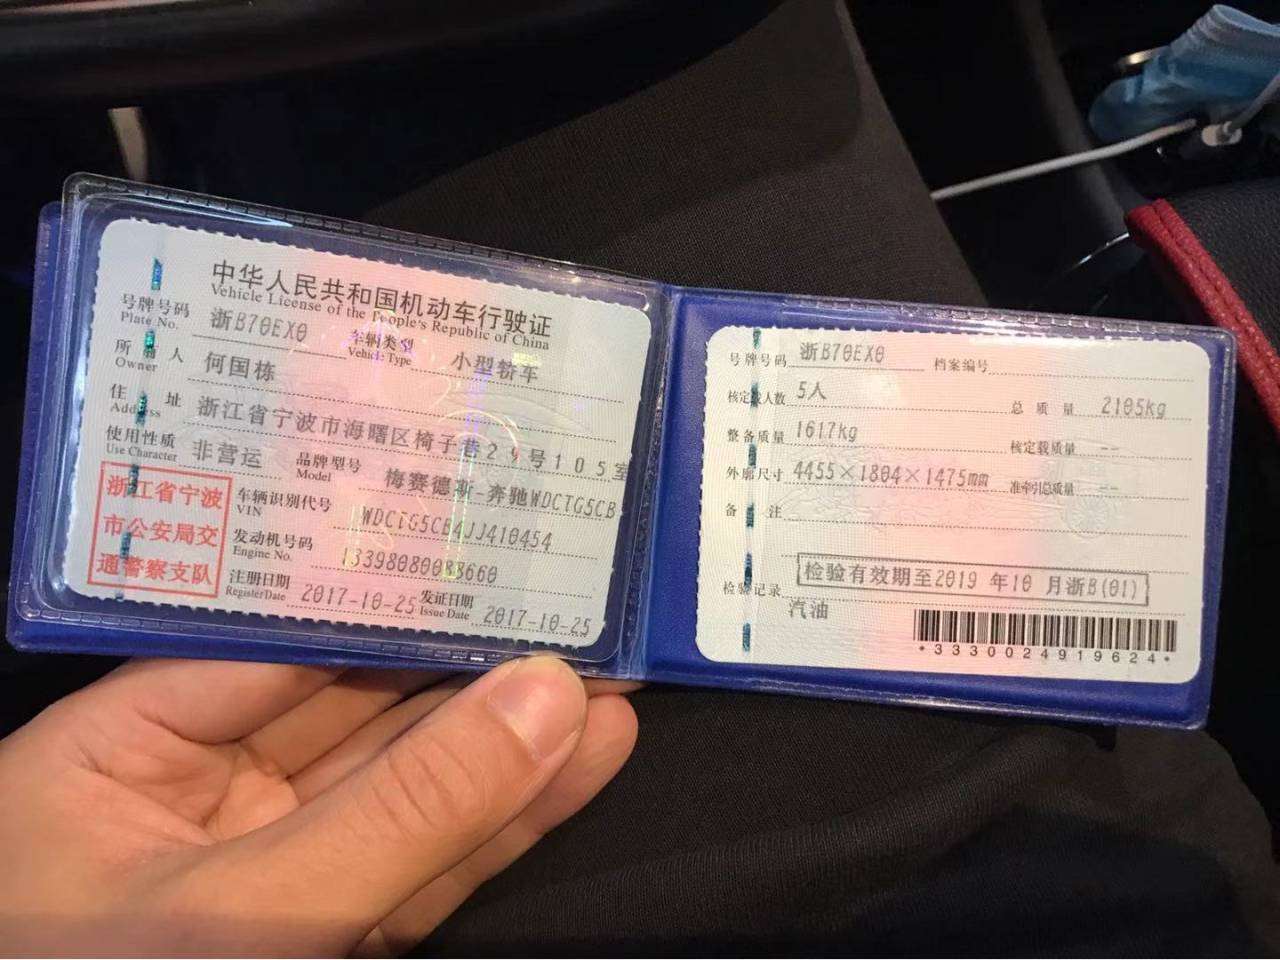 中华人民共和国机动车行驶证
Vehicle License of the People's Republic of China
号牌号码 浙B70EX0 车辆类型 小型轿车
Plate No. Vehicle Type
所有人 何国栋
Owner
住址 浙江省宁波市海曙区椅子巷29号105室
Address
使用性质 非营运 品牌型号 梅赛德斯-奔驰WDCTG5CB
Use Character Model
浙江省宁波
市公安局交
通警察支队
车辆识别代号 WDCTG5CB4JJ410454
VIN
发动机号码 13398080088660
Engine No.
注册日期 2017-10-25 发证日期 2017-10-25
Register Date Issue Date
号牌号码 浙B70EX0 档案编号
核定载人数 5人 总质量 2105kg
整备质量 1617kg 核定载质量 --
外廓尺寸 4455×1804×1475mm 准牵引总质量 --
备注
检验记录 检验有效期至2019年10月浙B(01)
汽油
*3330024919624*